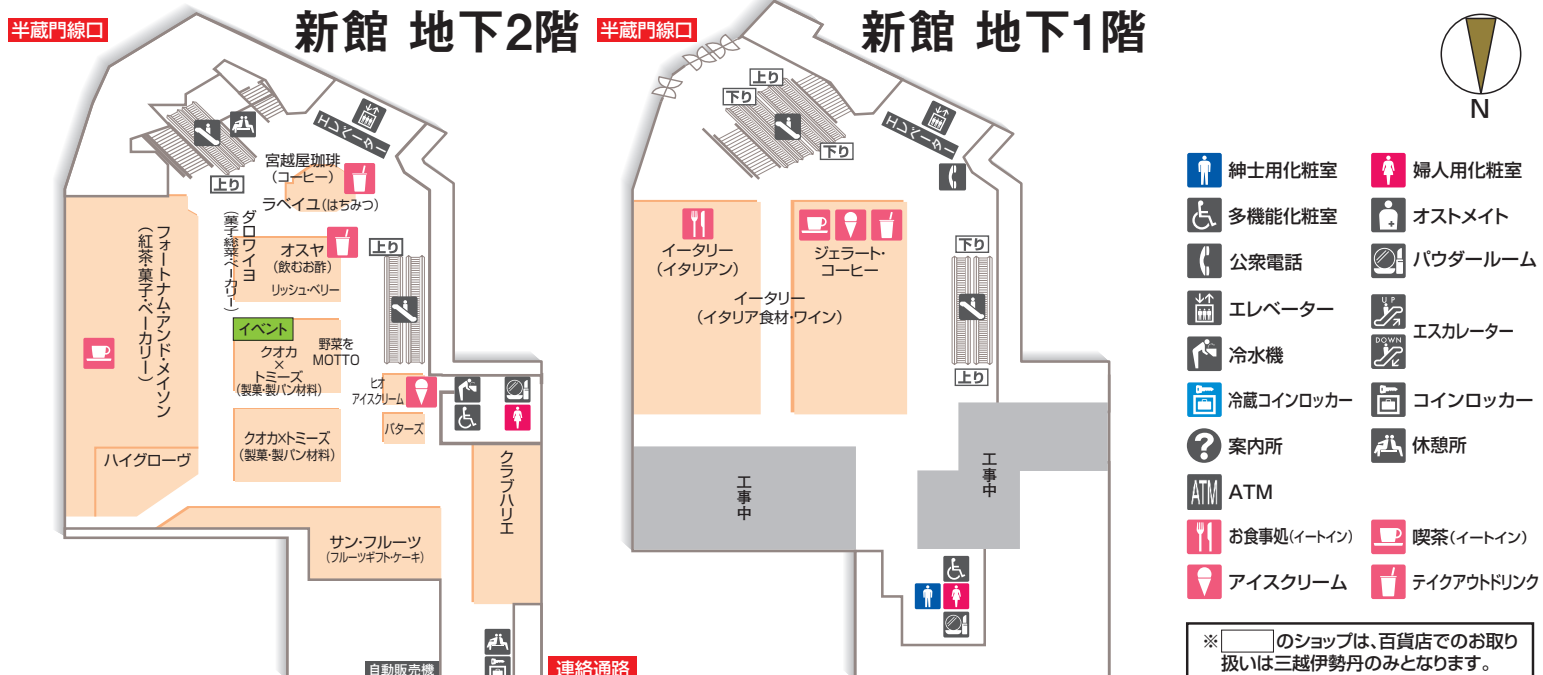 半蔵門線口
新館 地下2階
エレベーター
上り
宮越屋珈琲
(コーヒー)
ラベイユ(はちみつ)
ダロワイヨ
(菓子・総菜・ベーカリー)
オスヤ
(飲むお酢)
リッシュ・ベリー
上り
フォートナム・アンド・メイソン
(紅茶・菓子・ベーカリー)
イベント
クオカ
×
トミーズ
(製菓・製パン材料)
野菜を
MOTTO
ヒオ
アイスクリーム
バターズ
クオカ×トミーズ
(製菓・製パン材料)
ハイグローヴ
クラブハリエ
サン・フルーツ
(フルーツギフト・ケーキ)
自動販売機
連絡通路
半蔵門線口
新館 地下1階
上り
下り
下り
エレベーター
イータリー
(イタリアン)
ジェラート・
コーヒー
イータリー
(イタリア食材・ワイン)
下り
上り
工事中
工事中
N
紳士用化粧室
婦人用化粧室
多機能化粧室
オストメイト
公衆電話
パウダールーム
エレベーター
UP
DOWN
エスカレーター
冷水機
冷蔵コインロッカー
コインロッカー
案内所
休憩所
ATM ATM
お食事処(イートイン)
喫茶(イートイン)
アイスクリーム
テイクアウトドリンク
※ のショップは、百貨店でのお取り
扱いは三越伊勢丹のみとなります。